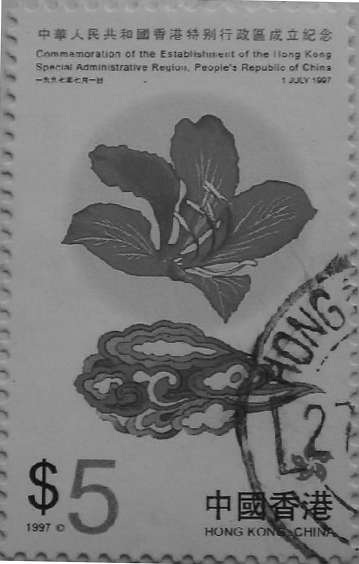 中華人民共和國香港特別行政區成立紀念
Commemoration of the Establishment of the Hong Kong
Special Administrative Region, People's Republic of China
一九九七年七月一日 1 JULY 1997
HONG
27
$5
中國香港
1997 ©
HONG KONG, CHINA